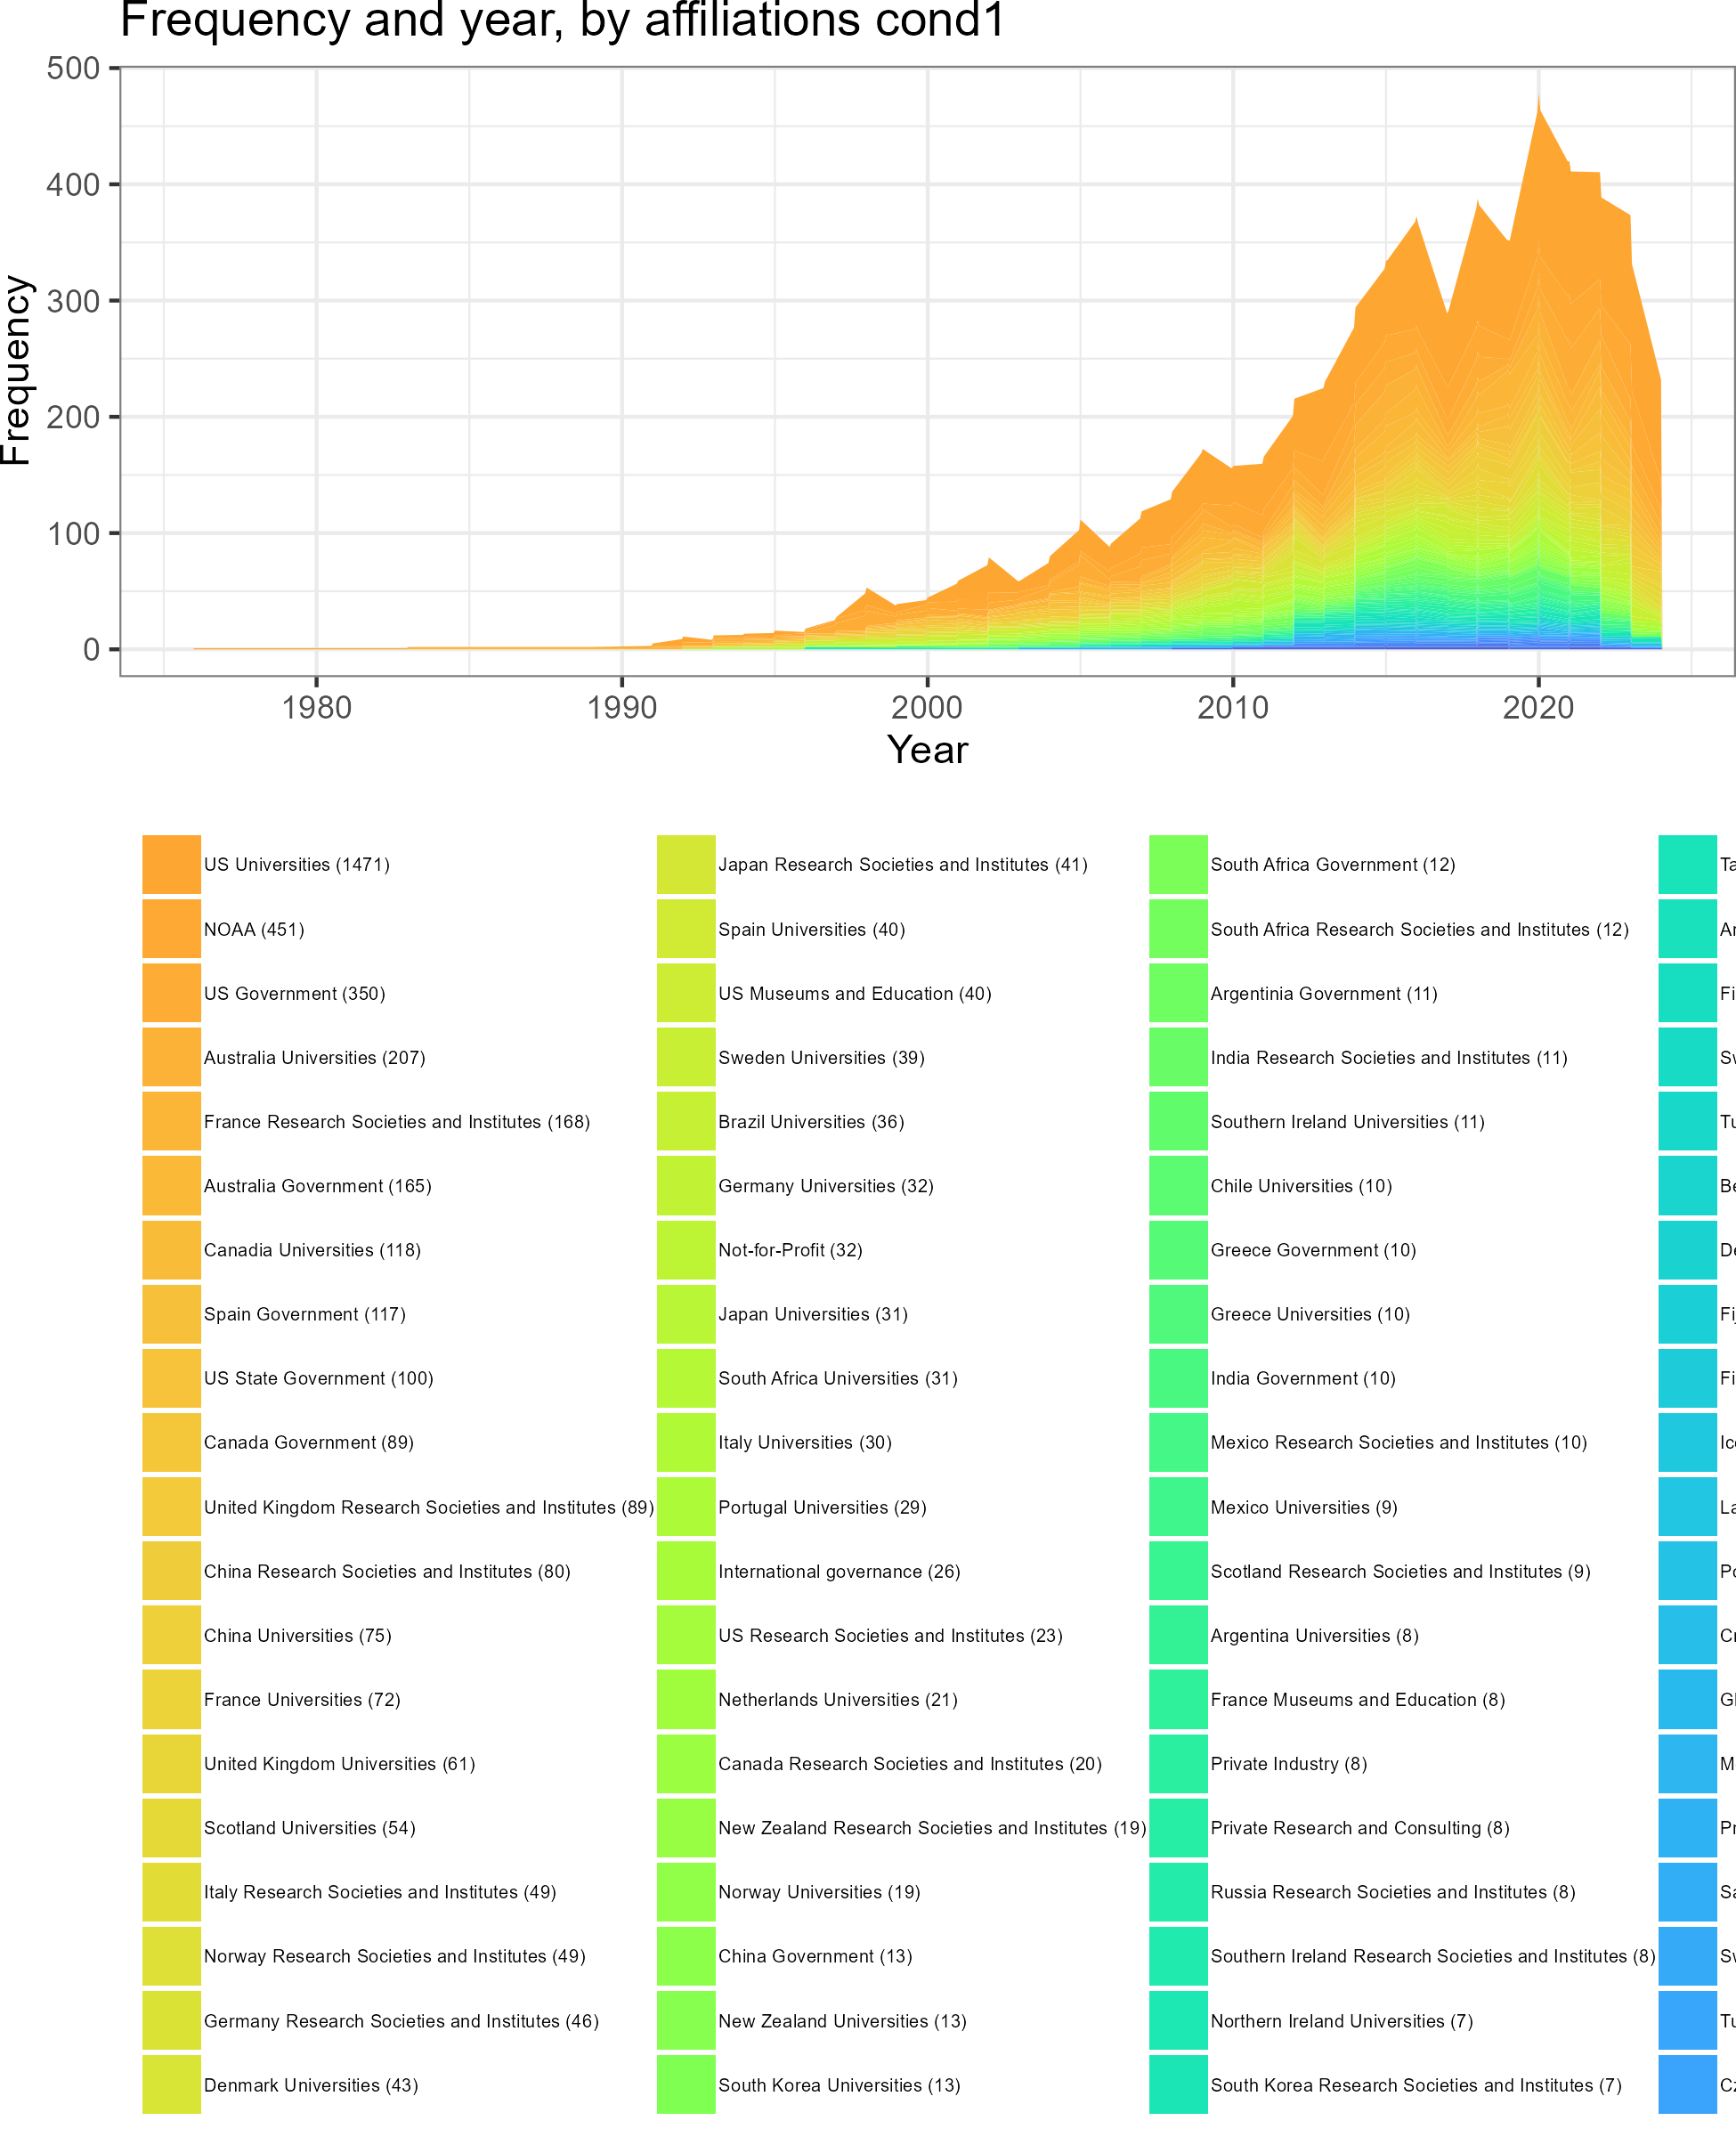 Frequency and year, by affiliations cond1
500
400
300
200
100
0
Frequency
1980 1990 2000 2010 2020
Year
US Universities (1471)
NOAA (451)
US Government (350)
Australia Universities (207)
France Research Societies and Institutes (168)
Australia Government (165)
Canadia Universities (118)
Spain Government (117)
US State Government (100)
Canada Government (89)
United Kingdom Research Societies and Institutes (89)
China Research Societies and Institutes (80)
China Universities (75)
France Universities (72)
United Kingdom Universities (61)
Scotland Universities (54)
Italy Research Societies and Institutes (49)
Norway Research Societies and Institutes (49)
Germany Research Societies and Institutes (46)
Denmark Universities (43)
Japan Research Societies and Institutes (41)
Spain Universities (40)
US Museums and Education (40)
Sweden Universities (39)
Brazil Universities (36)
Germany Universities (32)
Not-for-Profit (32)
Japan Universities (31)
South Africa Universities (31)
Italy Universities (30)
Portugal Universities (29)
International governance (26)
US Research Societies and Institutes (23)
Netherlands Universities (21)
Canada Research Societies and Institutes (20)
New Zealand Research Societies and Institutes (19)
Norway Universities (19)
China Government (13)
New Zealand Universities (13)
South Korea Universities (13)
South Africa Government (12)
South Africa Research Societies and Institutes (12)
Argentinia Government (11)
India Research Societies and Institutes (11)
Southern Ireland Universities (11)
Chile Universities (10)
Greece Government (10)
Greece Universities (10)
India Government (10)
Mexico Research Societies and Institutes (10)
Mexico Universities (9)
Scotland Research Societies and Institutes (9)
Argentina Universities (8)
France Museums and Education (8)
Private Industry (8)
Private Research and Consulting (8)
Russia Research Societies and Institutes (8)
Southern Ireland Research Societies and Institutes (8)
Northern Ireland Universities (7)
South Korea Research Societies and Institutes (7)